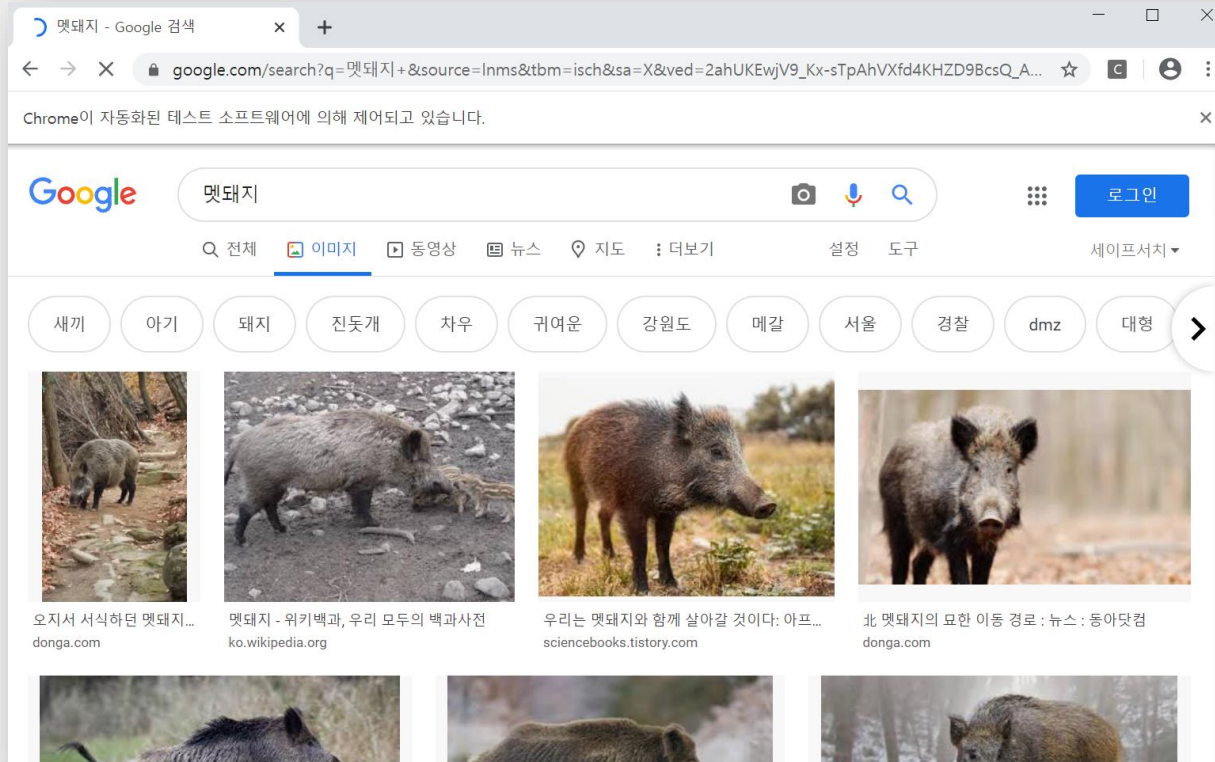 멧돼지 - Google 검색
google.com/search?q=멧돼지+&source=lnms&tbm=isch&sa=X&ved=2ahUKEwjV9_Kx-sTpAhVXfd4KHZD9BcsQ_A...
C
Chrome이 자동화된 테스트 소프트웨어에 의해 제어되고 있습니다.
Google
멧돼지
로그인
전체 이미지 동영상 뉴스 지도 더보기 설정 도구 세이프서치
새끼 아기 돼지 진돗개 차우 귀여운 강원도 메갈 서울 경찰 dmz 대형
오지서 서식하던 멧돼지...
donga.com
멧돼지 - 위키백과, 우리 모두의 백과사전
ko.wikipedia.org
우리는 멧돼지와 함께 살아갈 것이다: 아프...
sciencebooks.tistory.com
北 멧돼지의 묘한 이동 경로 : 뉴스 : 동아닷컴
donga.com